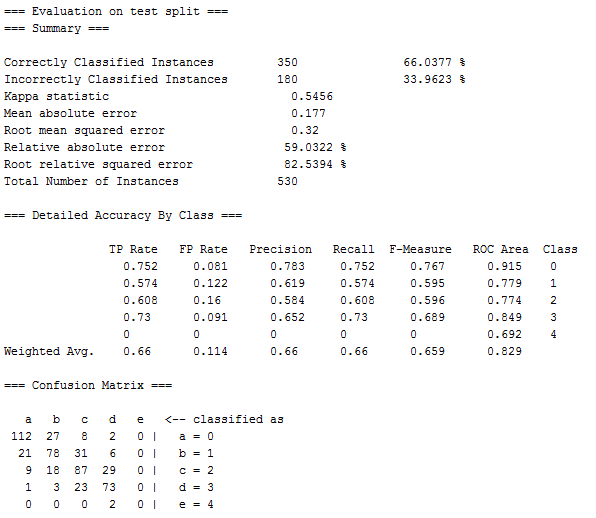 === Evaluation on test split ===
=== Summary ===
Correctly Classified Instances 350 66.0377 %
Incorrectly Classified Instances 180 33.9623 %
Kappa statistic 0.5456
Mean absolute error 0.177
Root mean squared error 0.32
Relative absolute error 59.0322 %
Root relative squared error 82.5394 %
Total Number of Instances 530
=== Detailed Accuracy By Class ===
TP Rate FP Rate Precision Recall F-Measure ROC Area Class
0.752 0.081 0.783 0.752 0.767 0.915 0
0.574 0.122 0.619 0.574 0.595 0.779 1
0.608 0.16 0.584 0.608 0.596 0.774 2
0.73 0.091 0.652 0.73 0.689 0.849 3
0 0 0 0 0 0.692 4
Weighted Avg. 0.66 0.114 0.66 0.66 0.659 0.829
=== Confusion Matrix ===
a b c d e <-- classified as
112 27 8 2 0 | a = 0
21 78 31 6 0 | b = 1
9 18 87 29 0 | c = 2
1 3 23 73 0 | d = 3
0 0 0 2 0 | e = 4